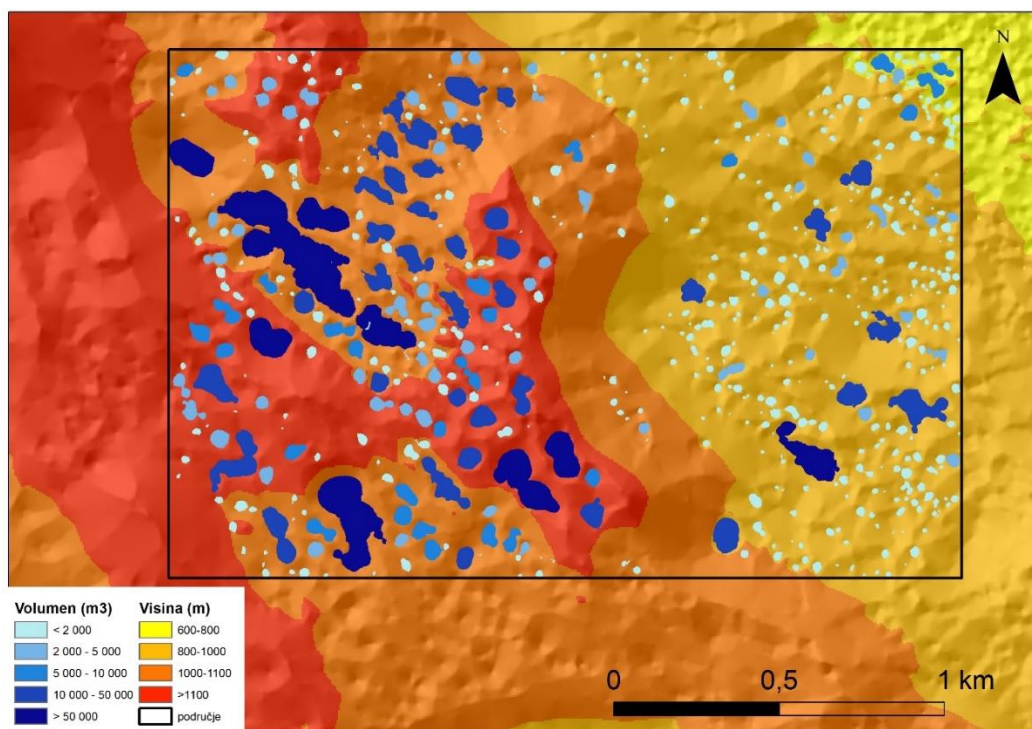 N
Volumen (m3)
< 2 000
2 000 - 5 000
5 000 - 10 000
10 000 - 50 000
> 50 000
Visina (m)
600-800
800-1000
1000-1100
>1100
područje
0 0,5 1 km